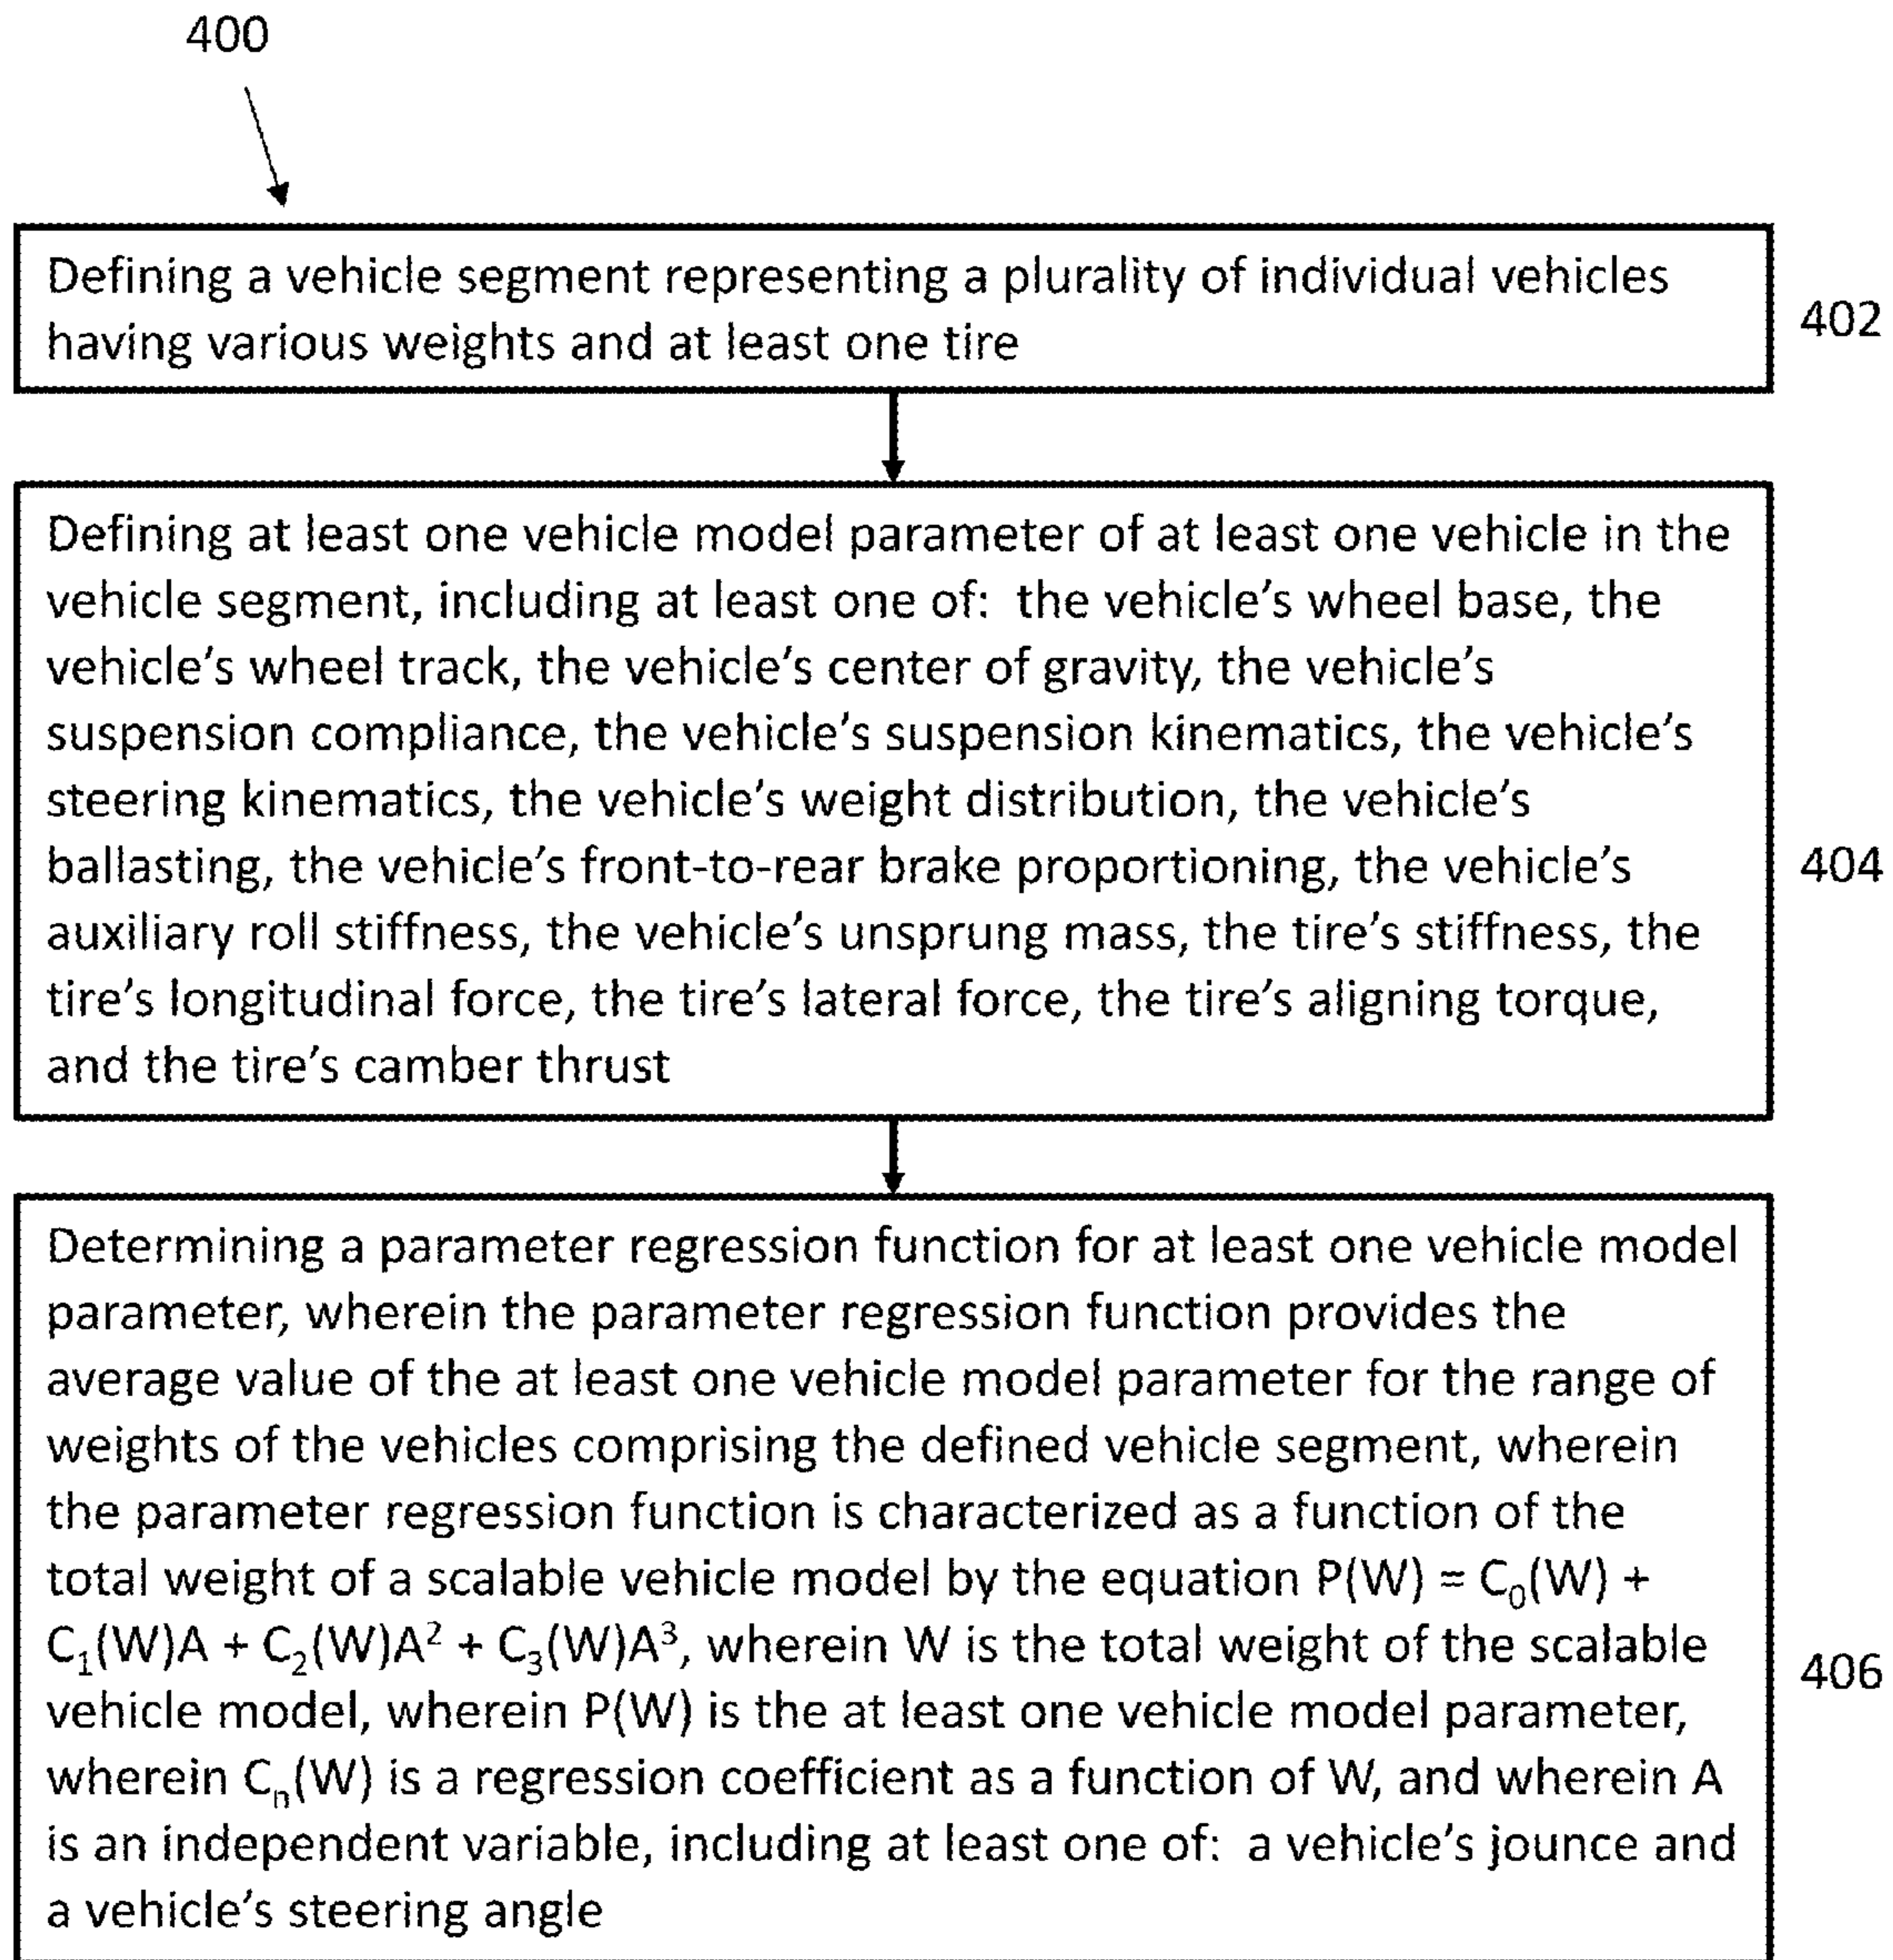 400
Defining a vehicle segment representing a plurality of individual vehicles
having various weights and at least one tire
402
Defining at least one vehicle model parameter of at least one vehicle in the
vehicle segment, including at least one of:  the vehicle's wheel base, the
vehicle's wheel track, the vehicle's center of gravity, the vehicle's
suspension compliance, the vehicle's suspension kinematics, the vehicle's
steering kinematics, the vehicle's weight distribution, the vehicle's
ballasting, the vehicle's front-to-rear brake proportioning, the vehicle's
auxiliary roll stiffness, the vehicle's unsprung mass, the tire's stiffness, the
tire's longitudinal force, the tire's lateral force, the tire's aligning torque,
and the tire's camber thrust
404
Determining a parameter regression function for at least one vehicle model
parameter, wherein the parameter regression function provides the
average value of the at least one vehicle model parameter for the range of
weights of the vehicles comprising the defined vehicle segment, wherein
the parameter regression function is characterized as a function of the
total weight of a scalable vehicle model by the equation P(W) = C₀(W) +
C₁(W)A + C₂(W)A² + C₃(W)A³, wherein W is the total weight of the scalable
vehicle model, wherein P(W) is the at least one vehicle model parameter,
wherein Cₙ(W) is a regression coefficient as a function of W, and wherein A
is an independent variable, including at least one of:  a vehicle's jounce and
a vehicle's steering angle
406